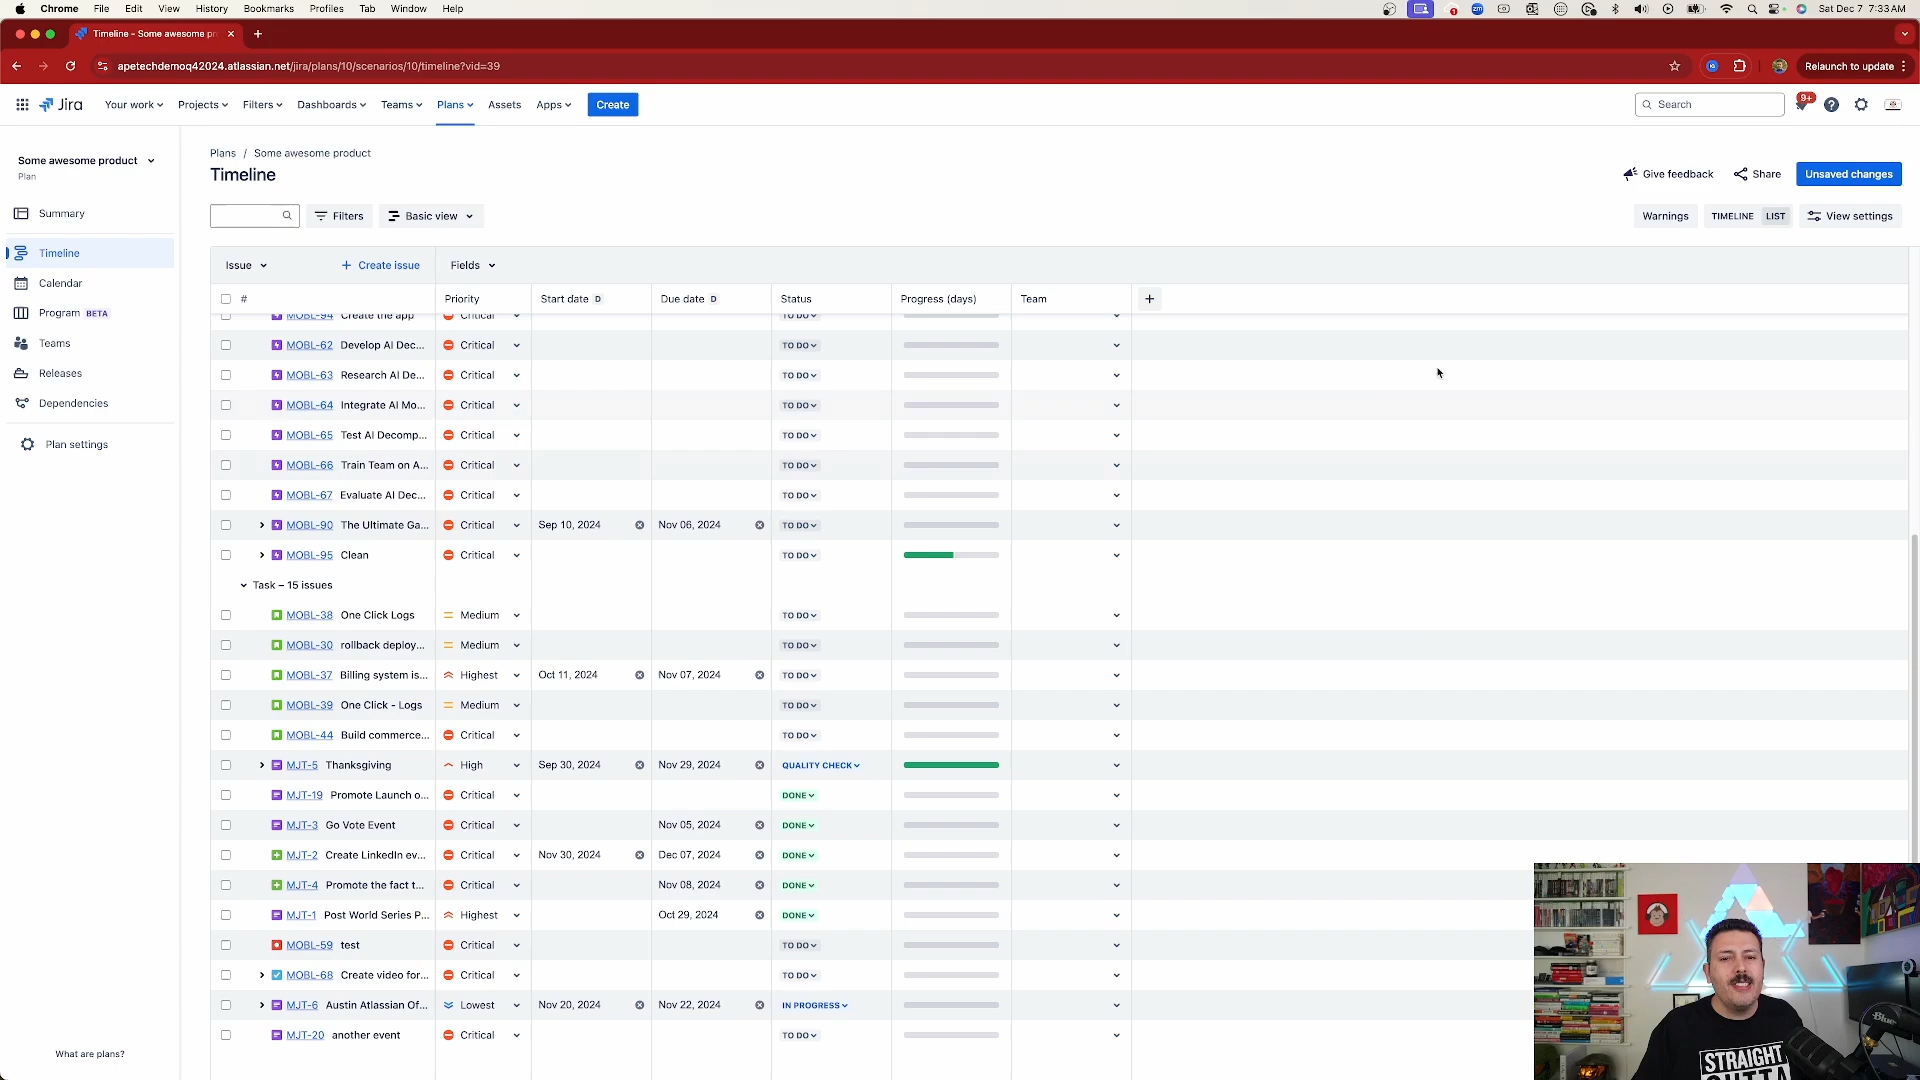 Chrome File Edit View History Bookmarks Profiles Tab Window Help Sat Dec 7 7:33 AM
Timeline - Some awesome pr
apetechdemoq42024.atlassian.net/jira/plans/10/scenarios/10/timeline?vid=39 Relaunch to update
Jira Your work Projects Filters Dashboards Teams Plans Assets Apps Create Search 9+
Some awesome product
Plan
Summary
Timeline
Calendar
Program BETA
Teams
Releases
Dependencies
Plan settings
What are plans?
Plans / Some awesome product
Timeline
Give feedback Share Unsaved changes
Filters Basic view Warnings TIMELINE LIST View settings
Issue + Create issue Fields
# Priority Start date D Due date D Status Progress (days) Team +
MOBL-94 Create the app Critical TO DO
MOBL-62 Develop AI Dec... Critical TO DO
MOBL-63 Research AI De... Critical TO DO
MOBL-64 Integrate AI Mo... Critical TO DO
MOBL-65 Test AI Decomp... Critical TO DO
MOBL-66 Train Team on A... Critical TO DO
MOBL-67 Evaluate AI Dec... Critical TO DO
MOBL-90 The Ultimate Ga... Critical Sep 10, 2024 Nov 06, 2024 TO DO
MOBL-95 Clean Critical TO DO
Task – 15 issues
MOBL-38 One Click Logs Medium TO DO
MOBL-30 rollback deploy... Medium TO DO
MOBL-37 Billing system is... Highest Oct 11, 2024 Nov 07, 2024 TO DO
MOBL-39 One Click - Logs Medium TO DO
MOBL-44 Build commerce... Critical TO DO
MJT-5 Thanksgiving High Sep 30, 2024 Nov 29, 2024 QUALITY CHECK
MJT-19 Promote Launch o... Critical DONE
MJT-3 Go Vote Event Critical Nov 05, 2024 DONE
MJT-2 Create LinkedIn ev... Critical Nov 30, 2024 Dec 07, 2024 DONE
MJT-4 Promote the fact t... Critical Nov 08, 2024 DONE
MJT-1 Post World Series P... Highest Oct 29, 2024 DONE
MOBL-59 test Critical TO DO
MOBL-68 Create video for... Critical TO DO
MJT-6 Austin Atlassian Of... Lowest Nov 20, 2024 Nov 22, 2024 IN PROGRESS
MJT-20 another event Critical TO DO
Blue
STRAIGHT
OUTTA